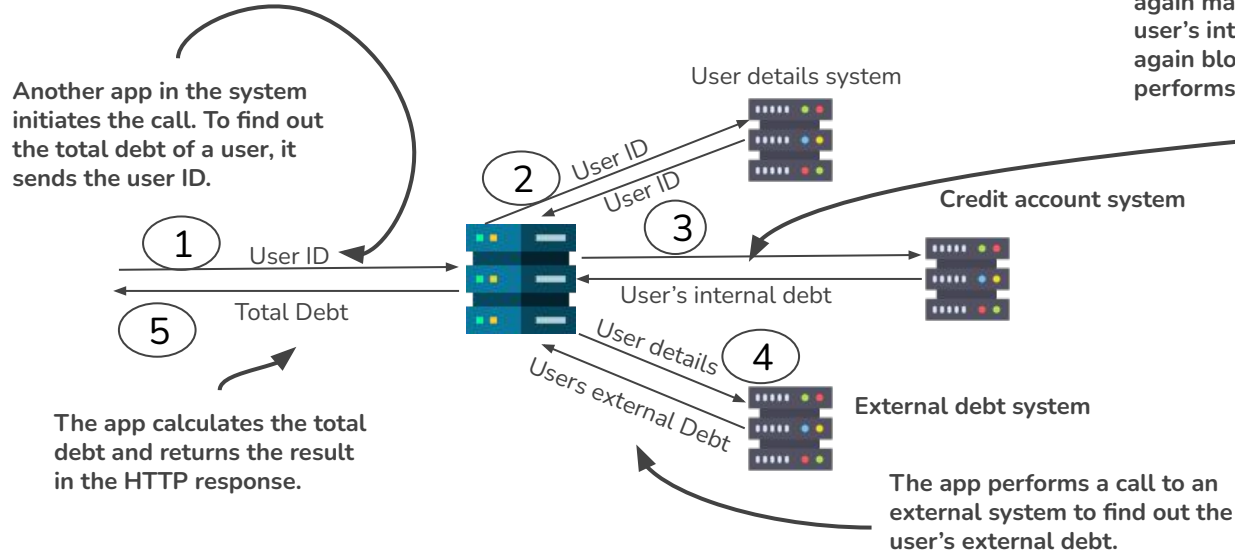 again ma
user's int
again blo
performs
Another app in the system
initiates the call. To find out
the total debt of a user, it
sends the user ID.
User details system
2
User ID
User ID
Credit account system
1
User ID
3
User's internal debt
5
Total Debt
User details
4
Users external Debt
External debt system
The app calculates the total
debt and returns the result
in the HTTP response.
The app performs a call to an
external system to find out the
user's external debt.